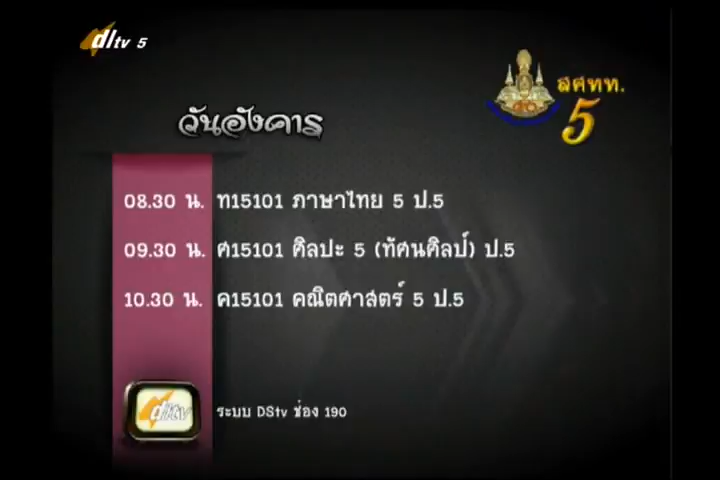 dltv 5
สศทท.
5
วันอังคาร
08.30 น. ท15101 ภาษาไทย 5 ป.5
09.30 น. ศ15101 ศิลปะ 5 (ทัศนศิลป์) ป.5
10.30 น. ค15101 คณิตศาสตร์ 5 ป.5
dltv
ระบบ DStv ช่อง 190